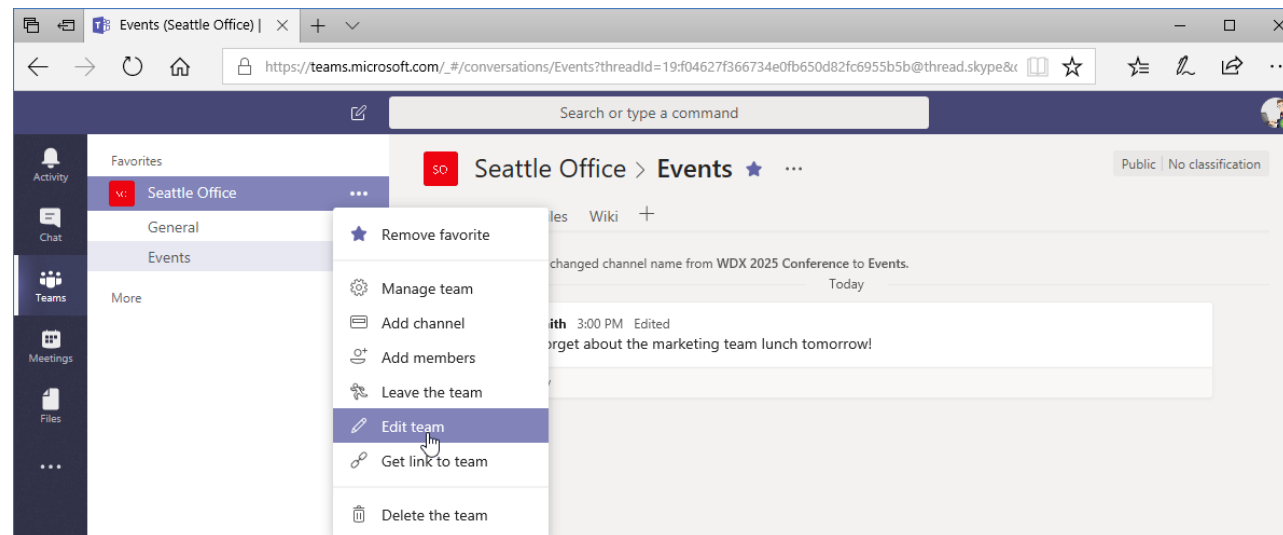 Events (Seattle Office) |
https://teams.microsoft.com/_#/conversations/Events?threadId=19:f04627f366734e0fb650d82fc6955b5b@thread.skype&c
Search or type a command
Activity
Chat
Teams
Meetings
Files
Favorites
SO Seattle Office
General
Events
More
SO Seattle Office > Events
Public | No classification
les Wiki
changed channel name from WDX 2025 Conference to Events.
Today
ith 3:00 PM Edited
orget about the marketing team lunch tomorrow!
Remove favorite
Manage team
Add channel
Add members
Leave the team
Edit team
Get link to team
Delete the team